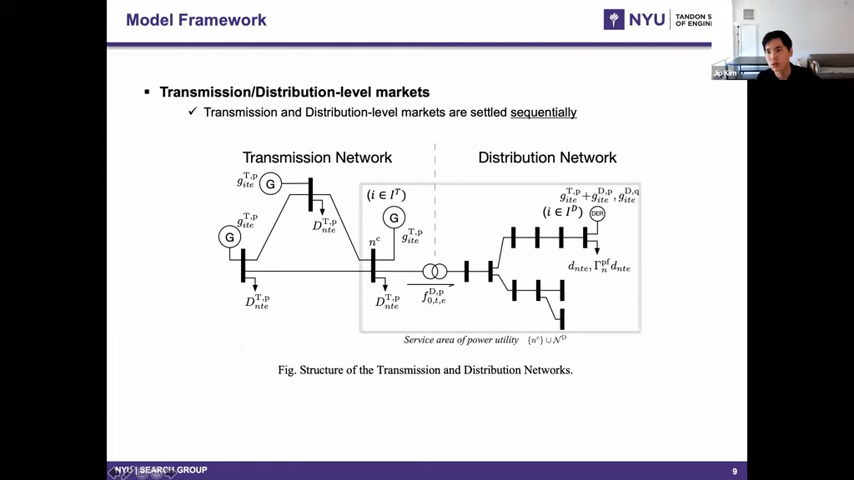 Model Framework
NYU
TANDON S
OF ENGINE
Jip Kim
▪ Transmission/Distribution-level markets
✓ Transmission and Distribution-level markets are settled sequentially
Transmission Network
Distribution Network
g_{ite}^{T,p}
G
D_{nte}^{T,p}
(i ∈ I^T)
G
g_{ite}^{T,p}
g_{ite}^{T,p}+g_{ite}^{D,p}, g_{ite}^{D,q}
(i ∈ I^D)
DER
g_{ite}^{T,p}
G
n^c
d_{nte}, Γ_n^{pf} d_{nte}
D_{nte}^{T,p}
D_{nte}^{T,p}
f_{0,t,e}^{D,p}
Service area of power utility {n^c} ∪ N^D
Fig. Structure of the Transmission and Distribution Networks.
NYU | SEARCH GROUP
9